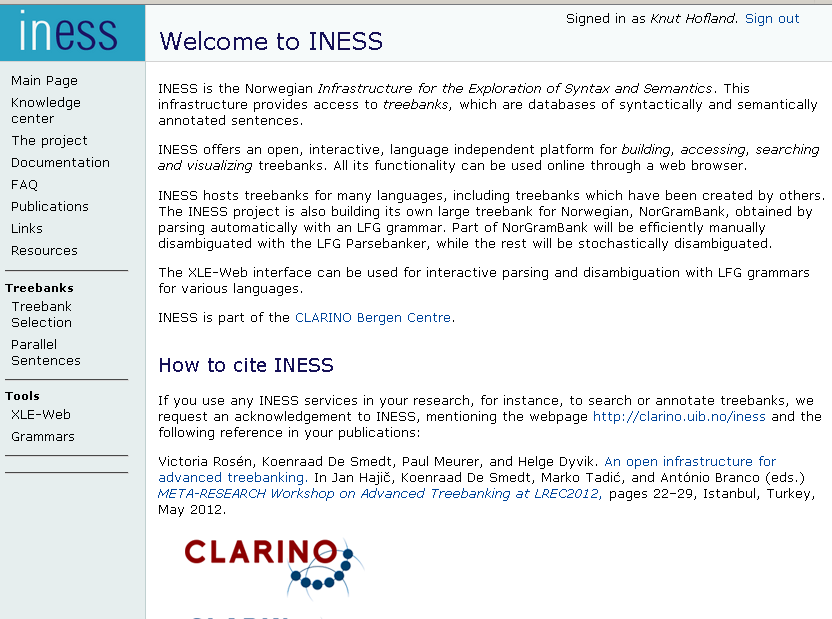 iness
Signed in as Knut Hofland. Sign out
Welcome to INESS
Main Page
Knowledge
center
The project
Documentation
FAQ
Publications
Links
Resources
Treebanks
Treebank
Selection
Parallel
Sentences
Tools
XLE-Web
Grammars
INESS is the Norwegian Infrastructure for the Exploration of Syntax and Semantics. This
infrastructure provides access to treebanks, which are databases of syntactically and semantically
annotated sentences.
INESS offers an open, interactive, language independent platform for building, accessing, searching
and visualizing treebanks. All its functionality can be used online through a web browser.
INESS hosts treebanks for many languages, including treebanks which have been created by others.
The INESS project is also building its own large treebank for Norwegian, NorGramBank, obtained by
parsing automatically with an LFG grammar. Part of NorGramBank will be efficiently manually
disambiguated with the LFG Parsebanker, while the rest will be stochastically disambiguated.
The XLE-Web interface can be used for interactive parsing and disambiguation with LFG grammars
for various languages.
INESS is part of the CLARINO Bergen Centre.
How to cite INESS
If you use any INESS services in your research, for instance, to search or annotate treebanks, we
request an acknowledgement to INESS, mentioning the webpage http://clarino.uib.no/iness and the
following reference in your publications:
Victoria Rosén, Koenraad De Smedt, Paul Meurer, and Helge Dyvik. An open infrastructure for
advanced treebanking. In Jan Hajič, Koenraad De Smedt, Marko Tadić, and António Branco (eds.)
META-RESEARCH Workshop on Advanced Treebanking at LREC2012, pages 22–29, Istanbul, Turkey,
May 2012.
CLARINO